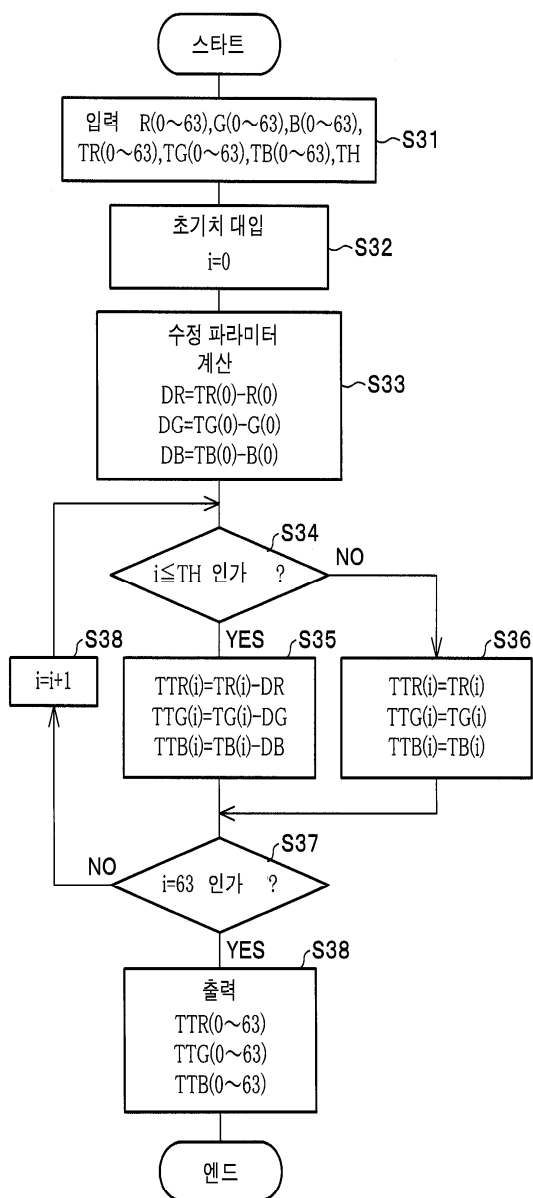 스타트
입력 R(0～63),G(0～63),B(0～63),
TR(0～63),TG(0～63),TB(0～63),TH
S31
초기치 대입
i=0
S32
수정 파라미터
계산
DR=TR(0)-R(0)
DG=TG(0)-G(0)
DB=TB(0)-B(0)
S33
S34
i≦TH 인가 ?
NO
YES
S38
i=i+1
S35
TTR(i)=TR(i)-DR
TTG(i)=TG(i)-DG
TTB(i)=TB(i)-DB
S36
TTR(i)=TR(i)
TTG(i)=TG(i)
TTB(i)=TB(i)
S37
i=63 인가 ?
NO
YES
S38
출력
TTR(0～63)
TTG(0～63)
TTB(0～63)
엔드